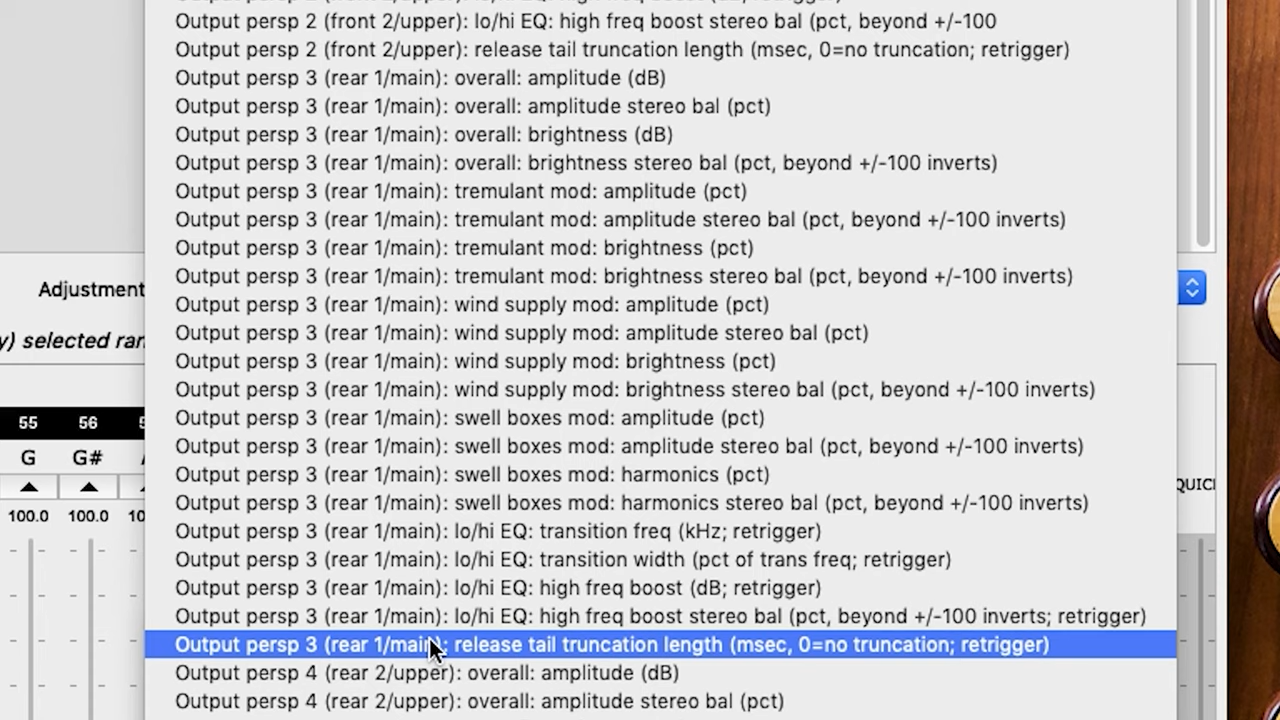 Output persp 2 (front 2/upper): lo/hi EQ: high freq boost stereo bal (pct, beyond +/-100
Output persp 2 (front 2/upper): release tail truncation length (msec, 0=no truncation; retrigger)
Output persp 3 (rear 1/main): overall: amplitude (dB)
Output persp 3 (rear 1/main): overall: amplitude stereo bal (pct)
Output persp 3 (rear 1/main): overall: brightness (dB)
Output persp 3 (rear 1/main): overall: brightness stereo bal (pct, beyond +/-100 inverts)
Output persp 3 (rear 1/main): tremulant mod: amplitude (pct)
Output persp 3 (rear 1/main): tremulant mod: amplitude stereo bal (pct, beyond +/-100 inverts)
Output persp 3 (rear 1/main): tremulant mod: brightness (pct)
Output persp 3 (rear 1/main): tremulant mod: brightness stereo bal (pct, beyond +/-100 inverts)
Adjustment
Output persp 3 (rear 1/main): wind supply mod: amplitude (pct)
Output persp 3 (rear 1/main): wind supply mod: amplitude stereo bal (pct)
y) selected ran
Output persp 3 (rear 1/main): wind supply mod: brightness (pct)
Output persp 3 (rear 1/main): wind supply mod: brightness stereo bal (pct, beyond +/-100 inverts)
Output persp 3 (rear 1/main): swell boxes mod: amplitude (pct)
55 56
Output persp 3 (rear 1/main): swell boxes mod: amplitude stereo bal (pct, beyond +/-100 inverts)
G G#
Output persp 3 (rear 1/main): swell boxes mod: harmonics (pct)
QUIC
Output persp 3 (rear 1/main): swell boxes mod: harmonics stereo bal (pct, beyond +/-100 inverts)
100.0 100.0 10
Output persp 3 (rear 1/main): lo/hi EQ: transition freq (kHz; retrigger)
Output persp 3 (rear 1/main): lo/hi EQ: transition width (pct of trans freq; retrigger)
Output persp 3 (rear 1/main): lo/hi EQ: high freq boost (dB; retrigger)
Output persp 3 (rear 1/main): lo/hi EQ: high freq boost stereo bal (pct, beyond +/-100 inverts; retrigger)
Output persp 3 (rear 1/main): release tail truncation length (msec, 0=no truncation; retrigger)
Output persp 4 (rear 2/upper): overall: amplitude (dB)
Output persp 4 (rear 2/upper): overall: amplitude stereo bal (pct)